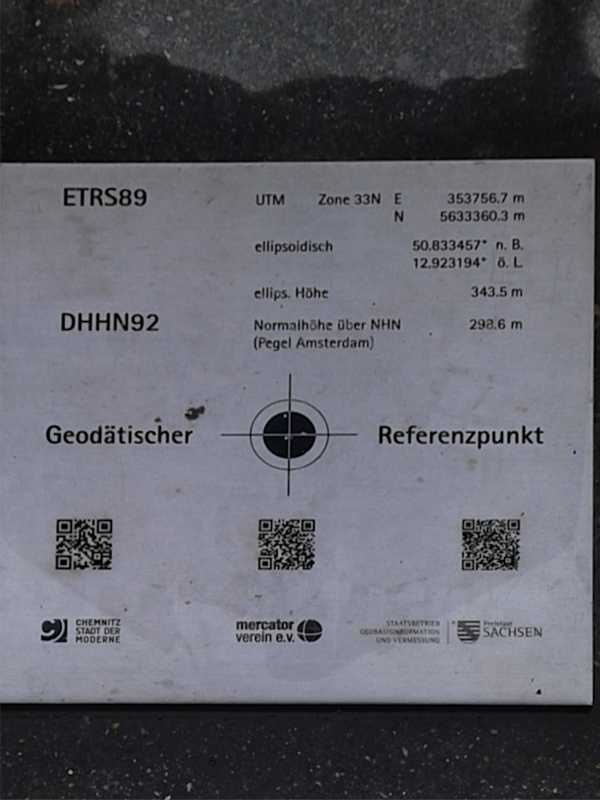 ETRS89 UTM Zone 33N E 353756.7 m
N 5633360.3 m
ellipsoidisch 50.833457° n. B.
12.923194° ö. L.
ellips. Höhe 343.5 m
DHHN92 Normalhöhe über NHN 298.6 m
(Pegel Amsterdam)
Geodätischer Referenzpunkt
CHEMNITZ
STADT DER
MODERNE
mercator
verein e.v.
STAATSBETRIEB
GEOBASISINFORMATION
UND VERMESSUNG
Freistaat
SACHSEN